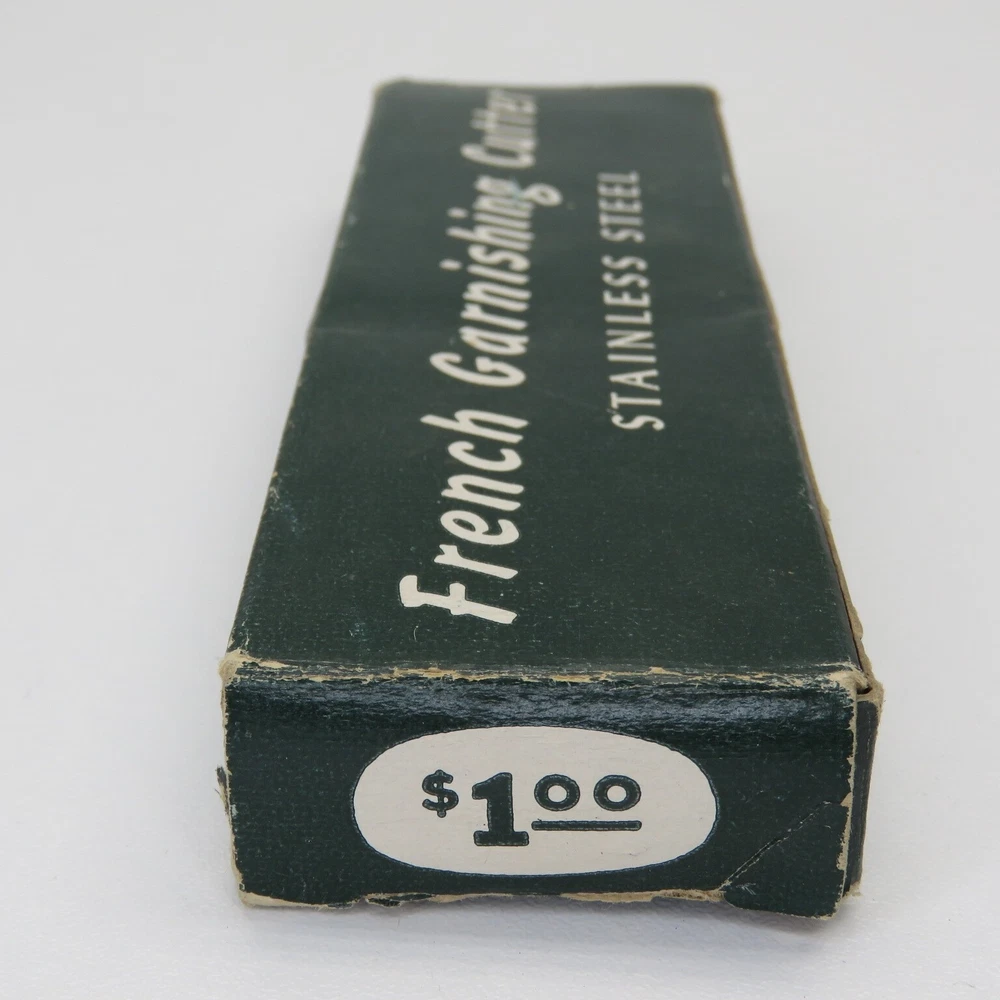 French Garnishing Cutter
STAINLESS STEEL
$1.00